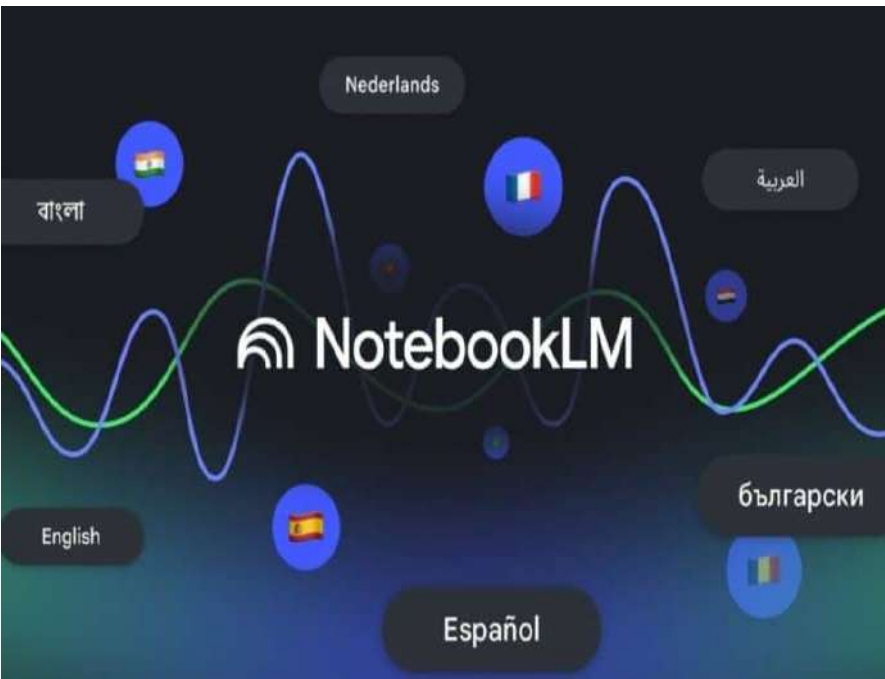 Nederlands
العربية
বাংলা
NotebookLM
български
English
Español